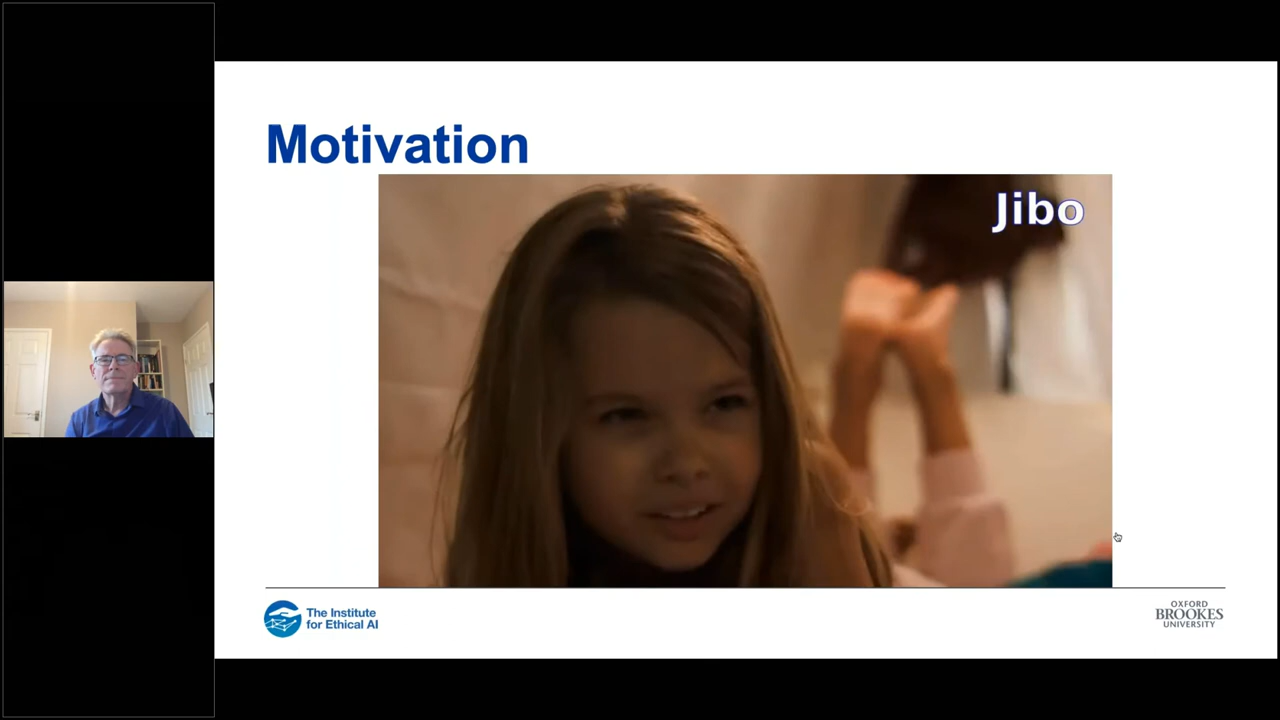 Motivation
Jibo
The Institute
for Ethical AI
OXFORD
BROOKES
UNIVERSITY